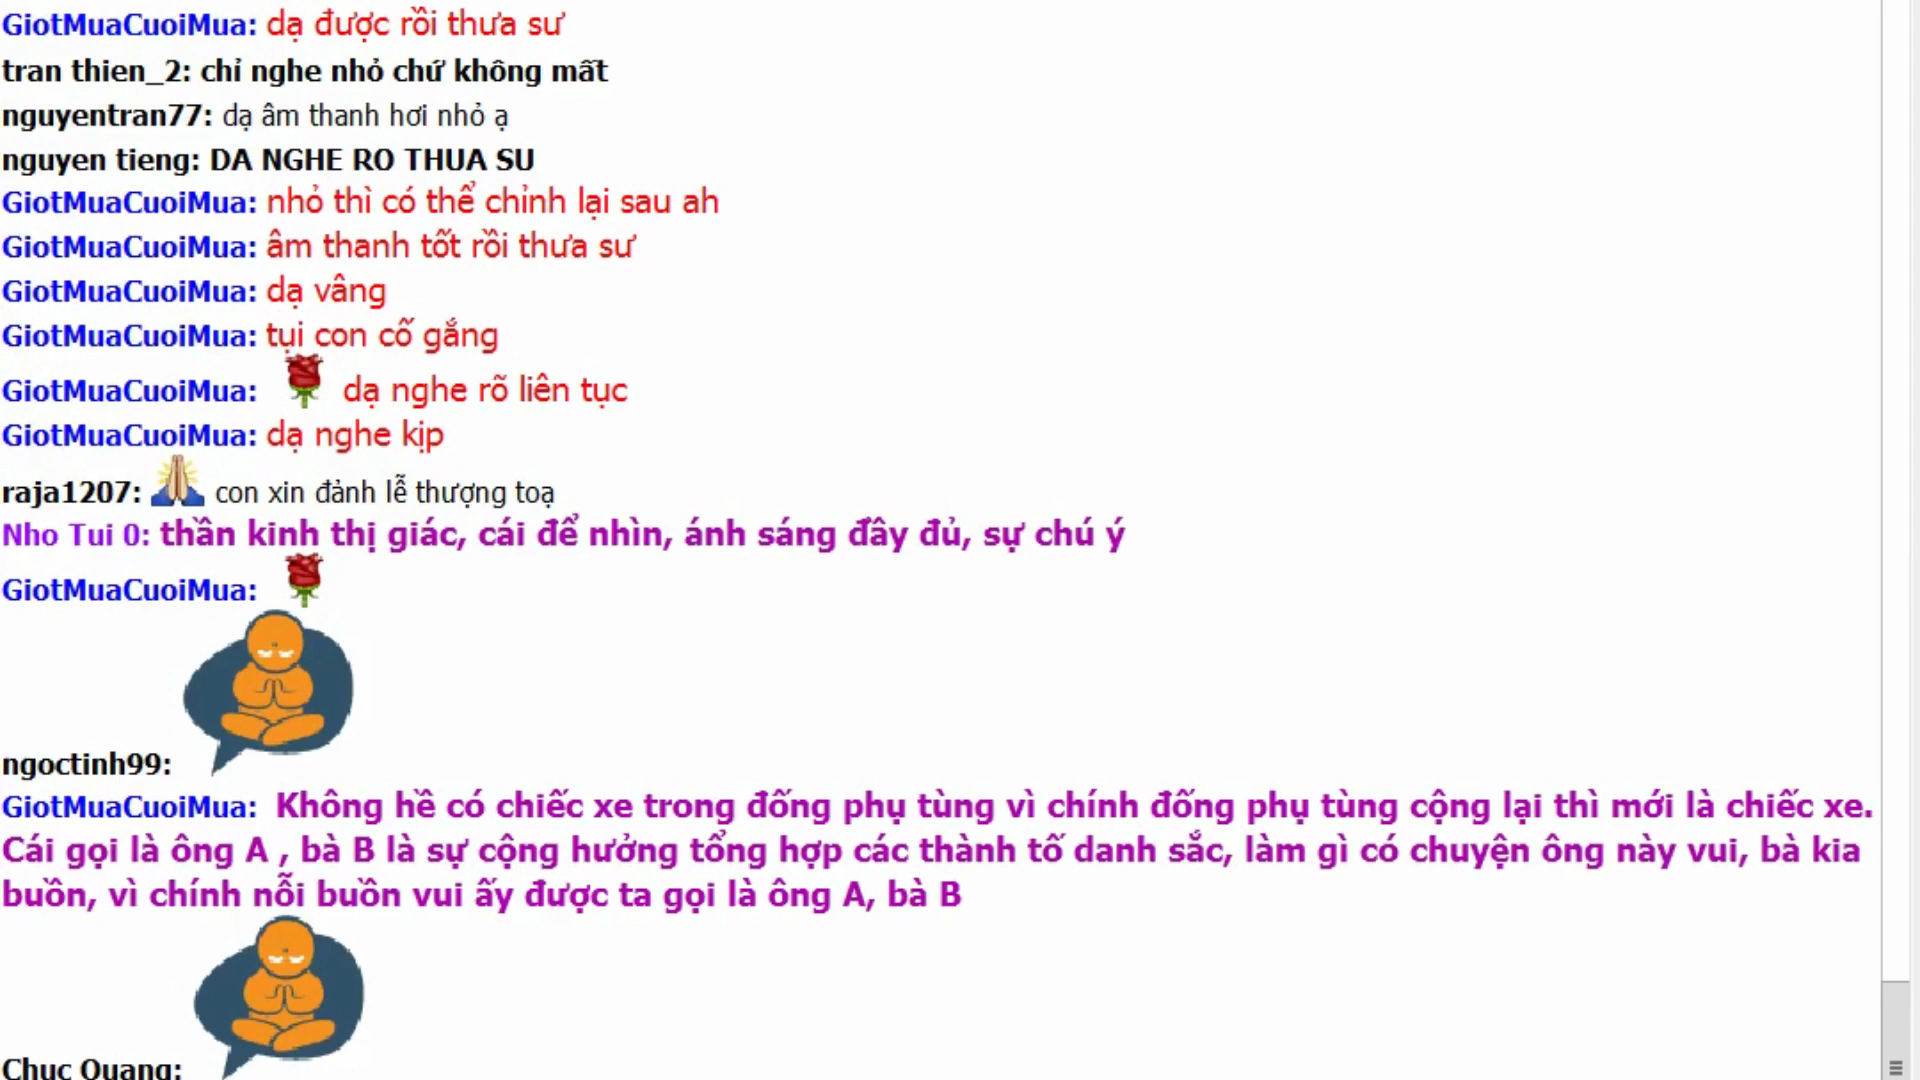 GiotMuaCuoiMua: dạ được rồi thưa sư
tran thien_2: chỉ nghe nhỏ chứ không mất
nguyentran77: dạ âm thanh hơi nhỏ ạ
nguyen tieng: DA NGHE RO THUA SU
GiotMuaCuoiMua: nhỏ thì có thể chỉnh lại sau ah
GiotMuaCuoiMua: âm thanh tốt rồi thưa sư
GiotMuaCuoiMua: dạ vâng
GiotMuaCuoiMua: tụi con cố gắng
GiotMuaCuoiMua: dạ nghe rõ liên tục
GiotMuaCuoiMua: dạ nghe kịp
raja1207: con xin đảnh lễ thượng toạ
Nho Tui 0: thần kinh thị giác, cái để nhìn, ánh sáng đầy đủ, sự chú ý
GiotMuaCuoiMua:
ngoctinh99:
GiotMuaCuoiMua: Không hề có chiếc xe trong đống phụ tùng vì chính đống phụ tùng cộng lại thì mới là chiếc xe.
Cái gọi là ông A , bà B là sự cộng hưởng tổng hợp các thành tố danh sắc, làm gì có chuyện ông này vui, bà kia
buồn, vì chính nỗi buồn vui ấy được ta gọi là ông A, bà B
Chuc Quang: